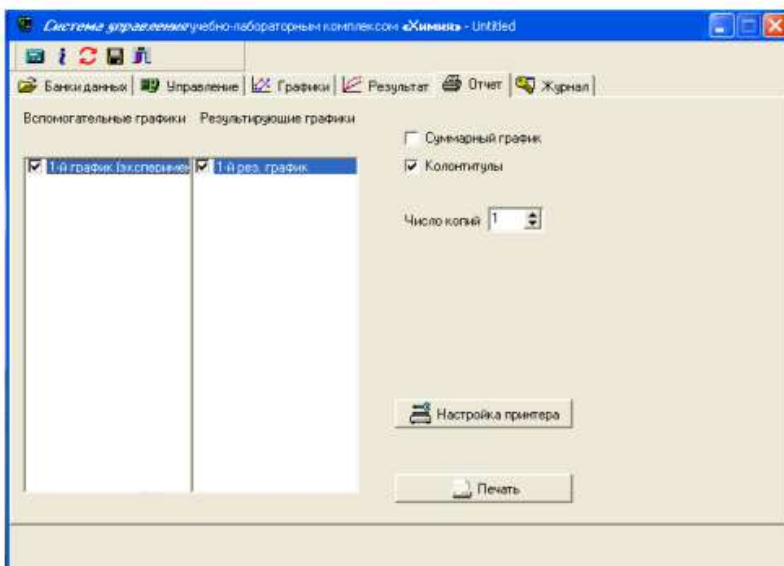 Система управления учебно-лабораторным комплексом «Химия» - Untitled
Банки данных Управление Графики Результат Отчет Журнал
Вспомогательные графики Результирующие графики
Суммарный график
1-й график (эксперимен 1-й рез. график
Колонтитулы
Число копий 1
Настройка принтера
Печать